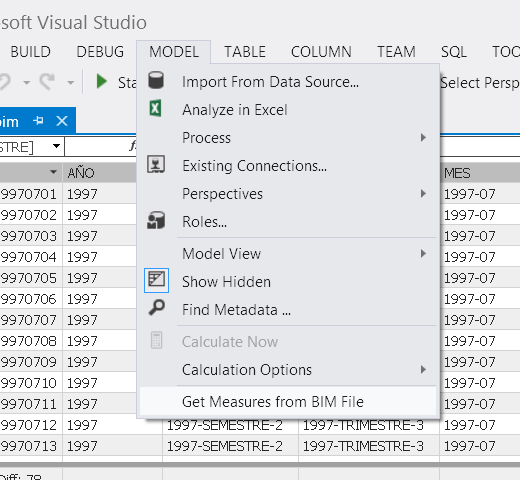 soft Visual Studio
BUILD DEBUG MODEL TABLE COLUMN TEAM SQL TOO
Sta Select Persp
Import From Data Source...
Analyze in Excel
bim
Process
STRE]
Existing Connections...
AÑO MES
Perspectives
9970701 1997 1997-07
9970702 1997 1997-07
Roles...
9970703 1997 1997-07
9970704 1997 1997-07
Model View
9970705 1997 1997-07
Show Hidden
9970706 1997 1997-07
Find Metadata ...
9970707 1997 1997-07
9970708 1997 1997-07
Calculate Now
9970709 1997 1997-07
Calculation Options
9970710 1997 1997-07
Get Measures from BIM File
9970711 1997 1997-07
9970712 1997 1997-SEMESTRE-2 1997-TRIMESTRE-3 1997-07
9970713 1997 1997-SEMESTRE-2 1997-TRIMESTRE-3 1997-07
Diff: 78